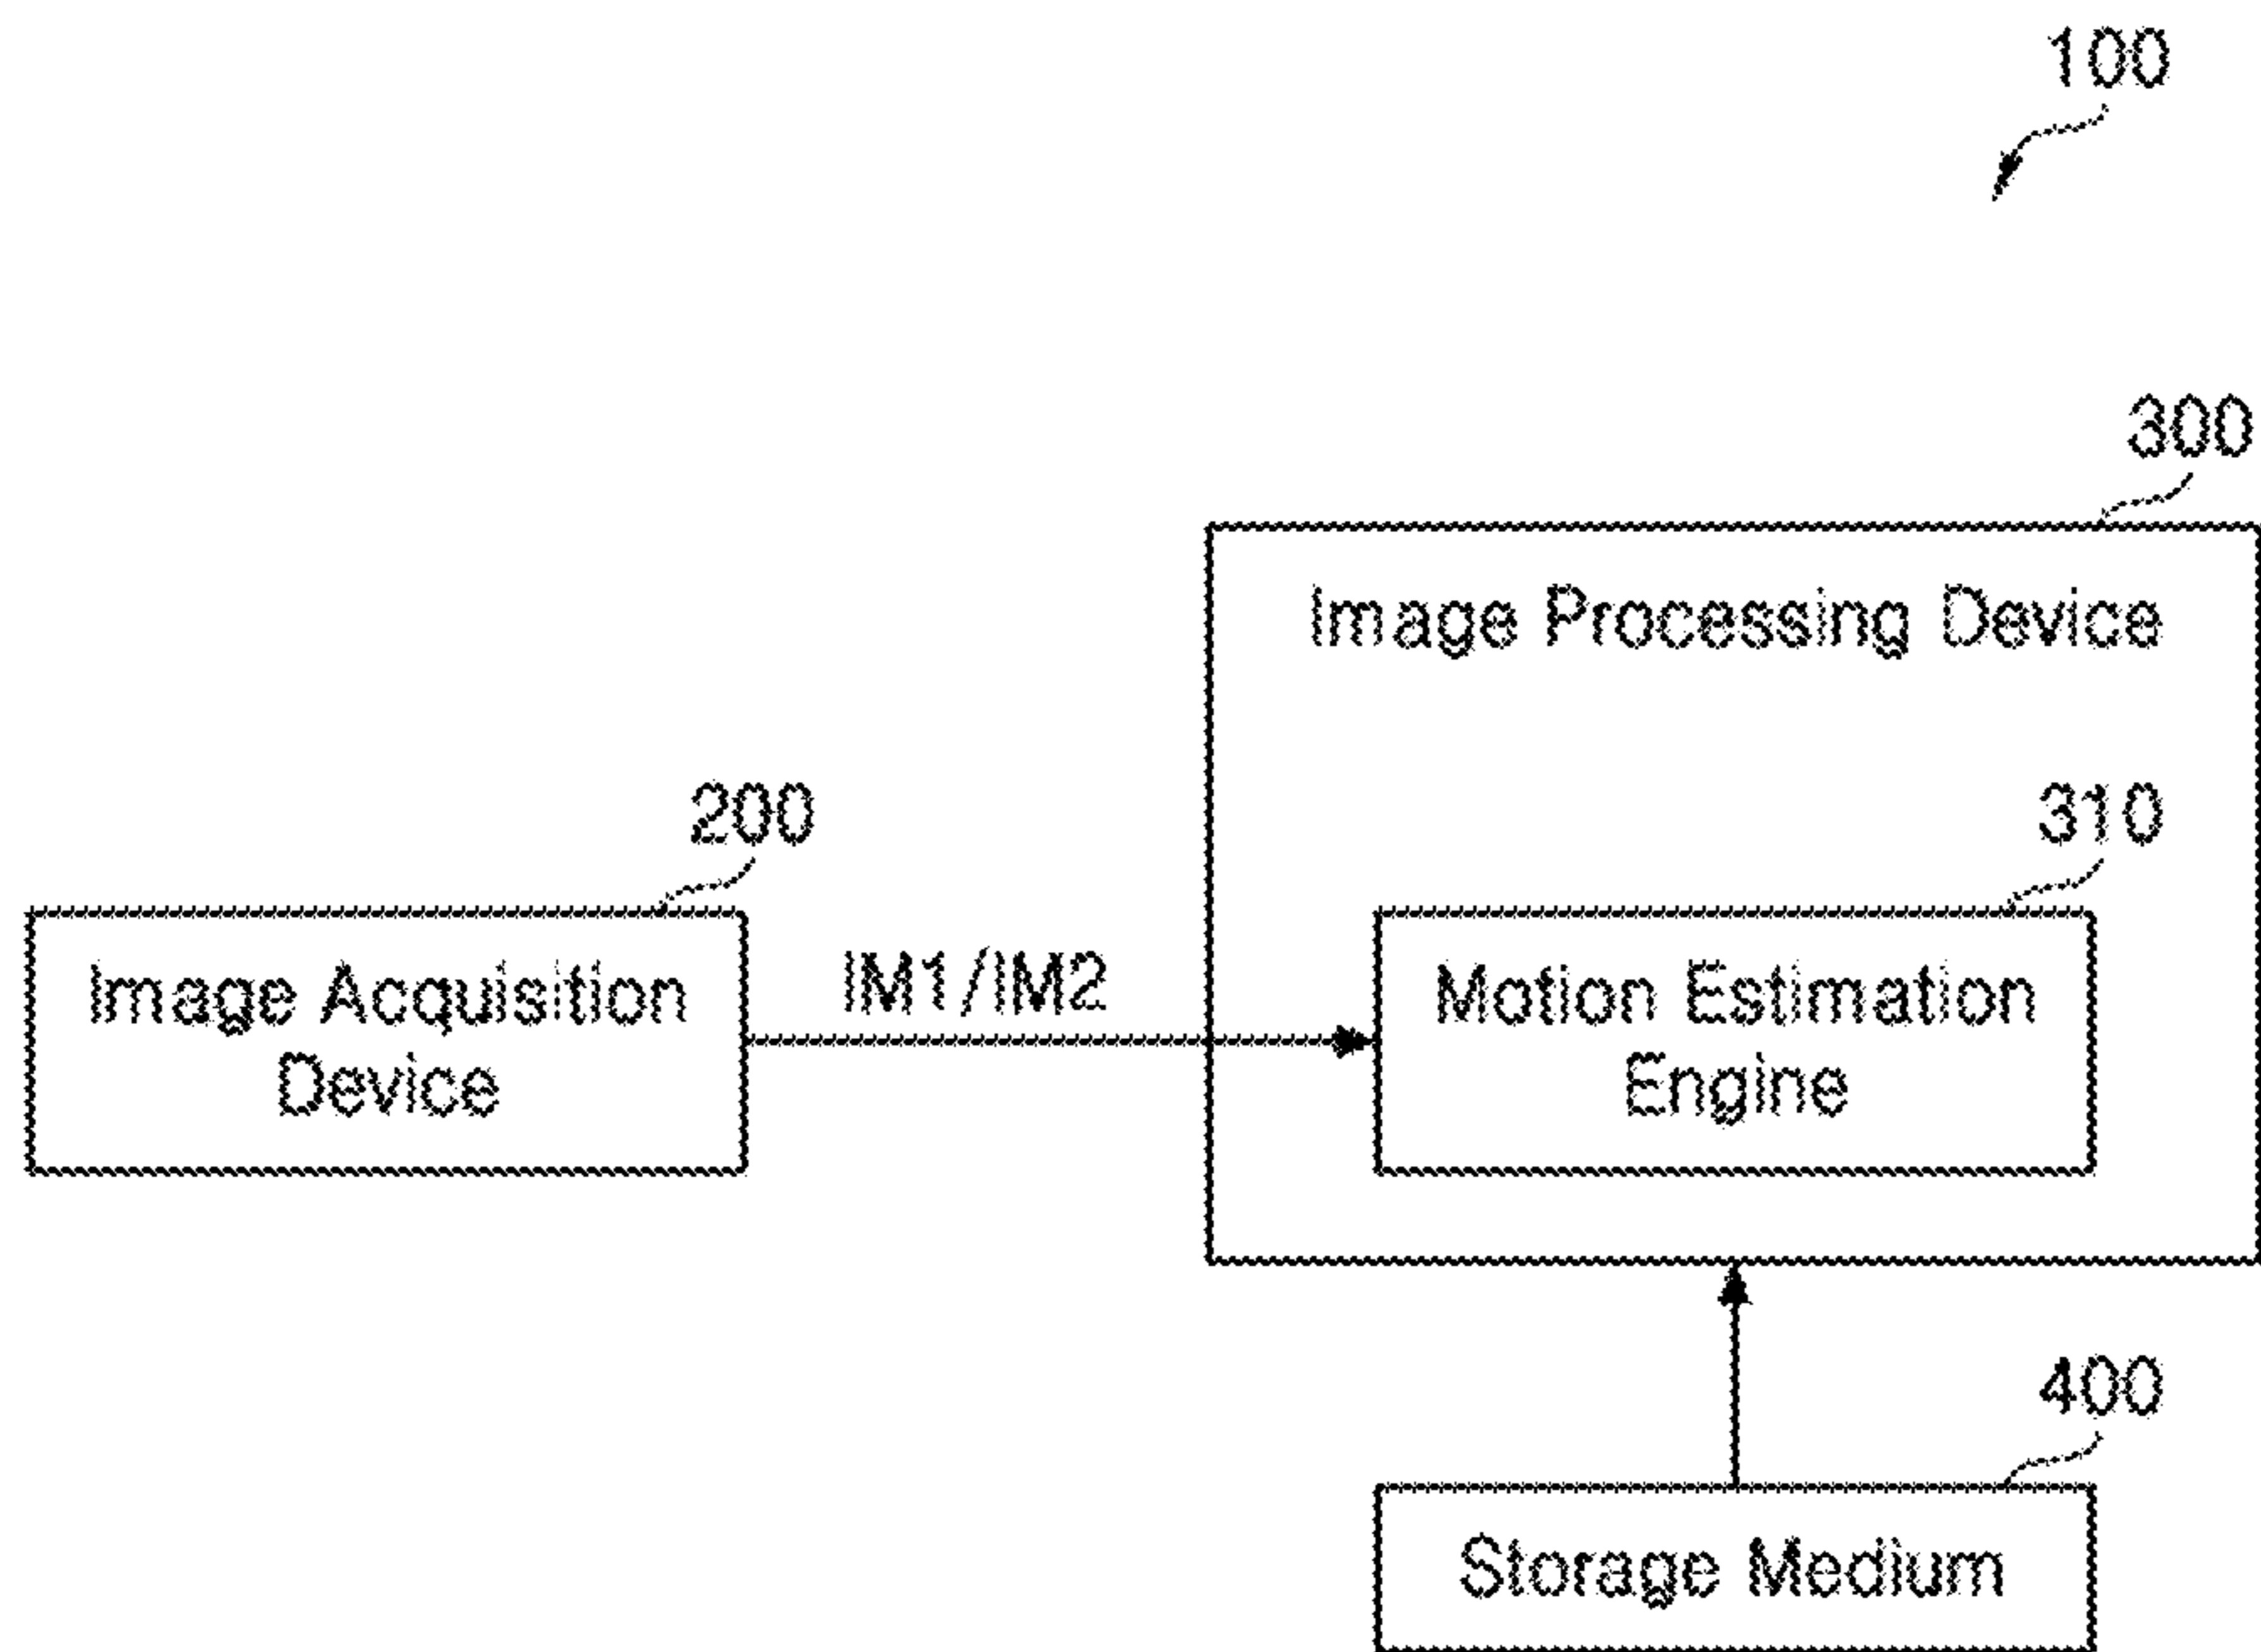 100
300
Image Processing Device
200
310
Image Acquisition
Device
IM1/IM2
Motion Estimation
Engine
400
Storage Medium